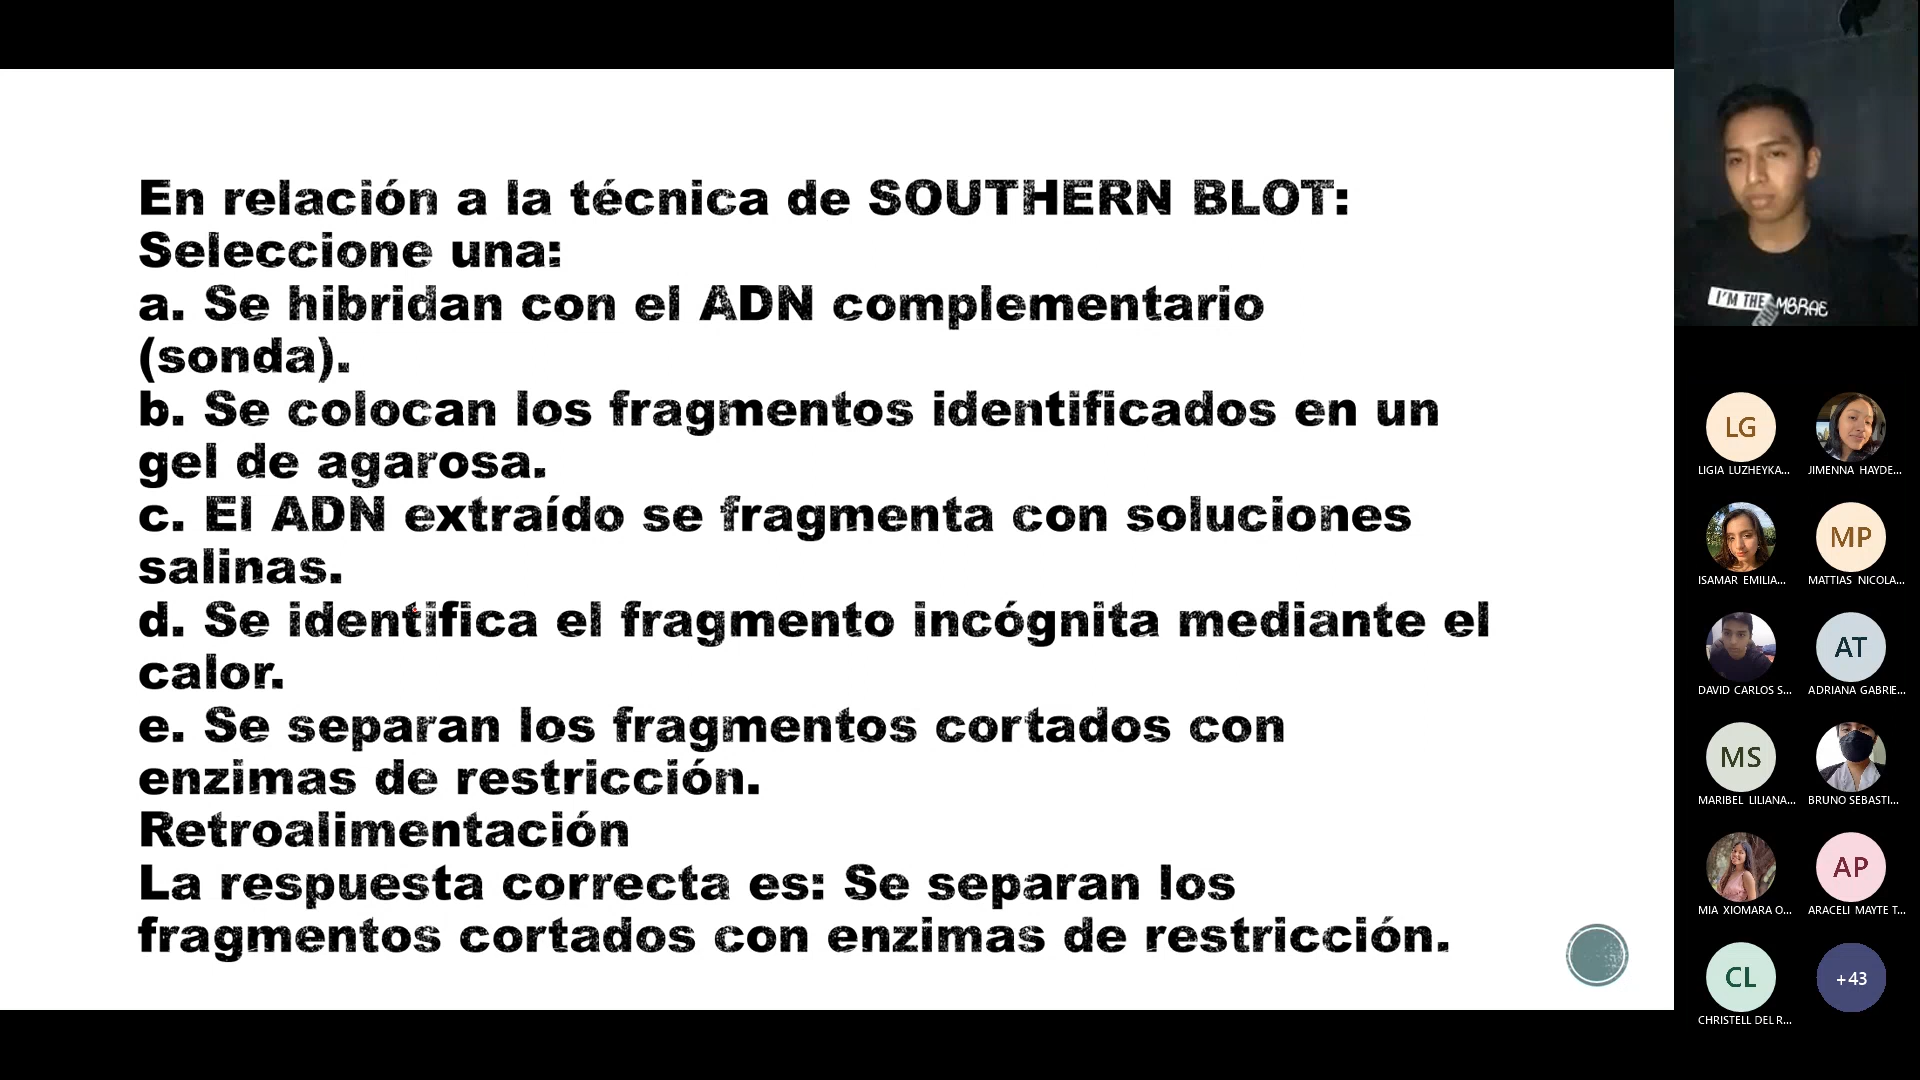 En relación a la técnica de SOUTHERN BLOT:
Seleccione una:
a. Se hibridan con el ADN complementario
(sonda).
b. Se colocan los fragmentos identificados en un
gel de agarosa.
c. El ADN extraído se fragmenta con soluciones
salinas.
d. Se identifica el fragmento incógnita mediante el
calor.
e. Se separan los fragmentos cortados con
enzimas de restricción.
Retroalimentación
La respuesta correcta es: Se separan los
fragmentos cortados con enzimas de restricción.
I'M THE
LG
LIGIA LUZHEYKA...
JIMENNA HAYDE...
ISAMAR EMILIA...
MP
MATTIAS NICOLA...
DAVID CARLOS S...
AT
ADRIANA GABRIE...
MS
MARIBEL LILIANA...
BRUNO SEBASTI...
MIA XIOMARA O...
AP
ARACELI MAYTE T...
CL
CHRISTELL DEL R...
+43